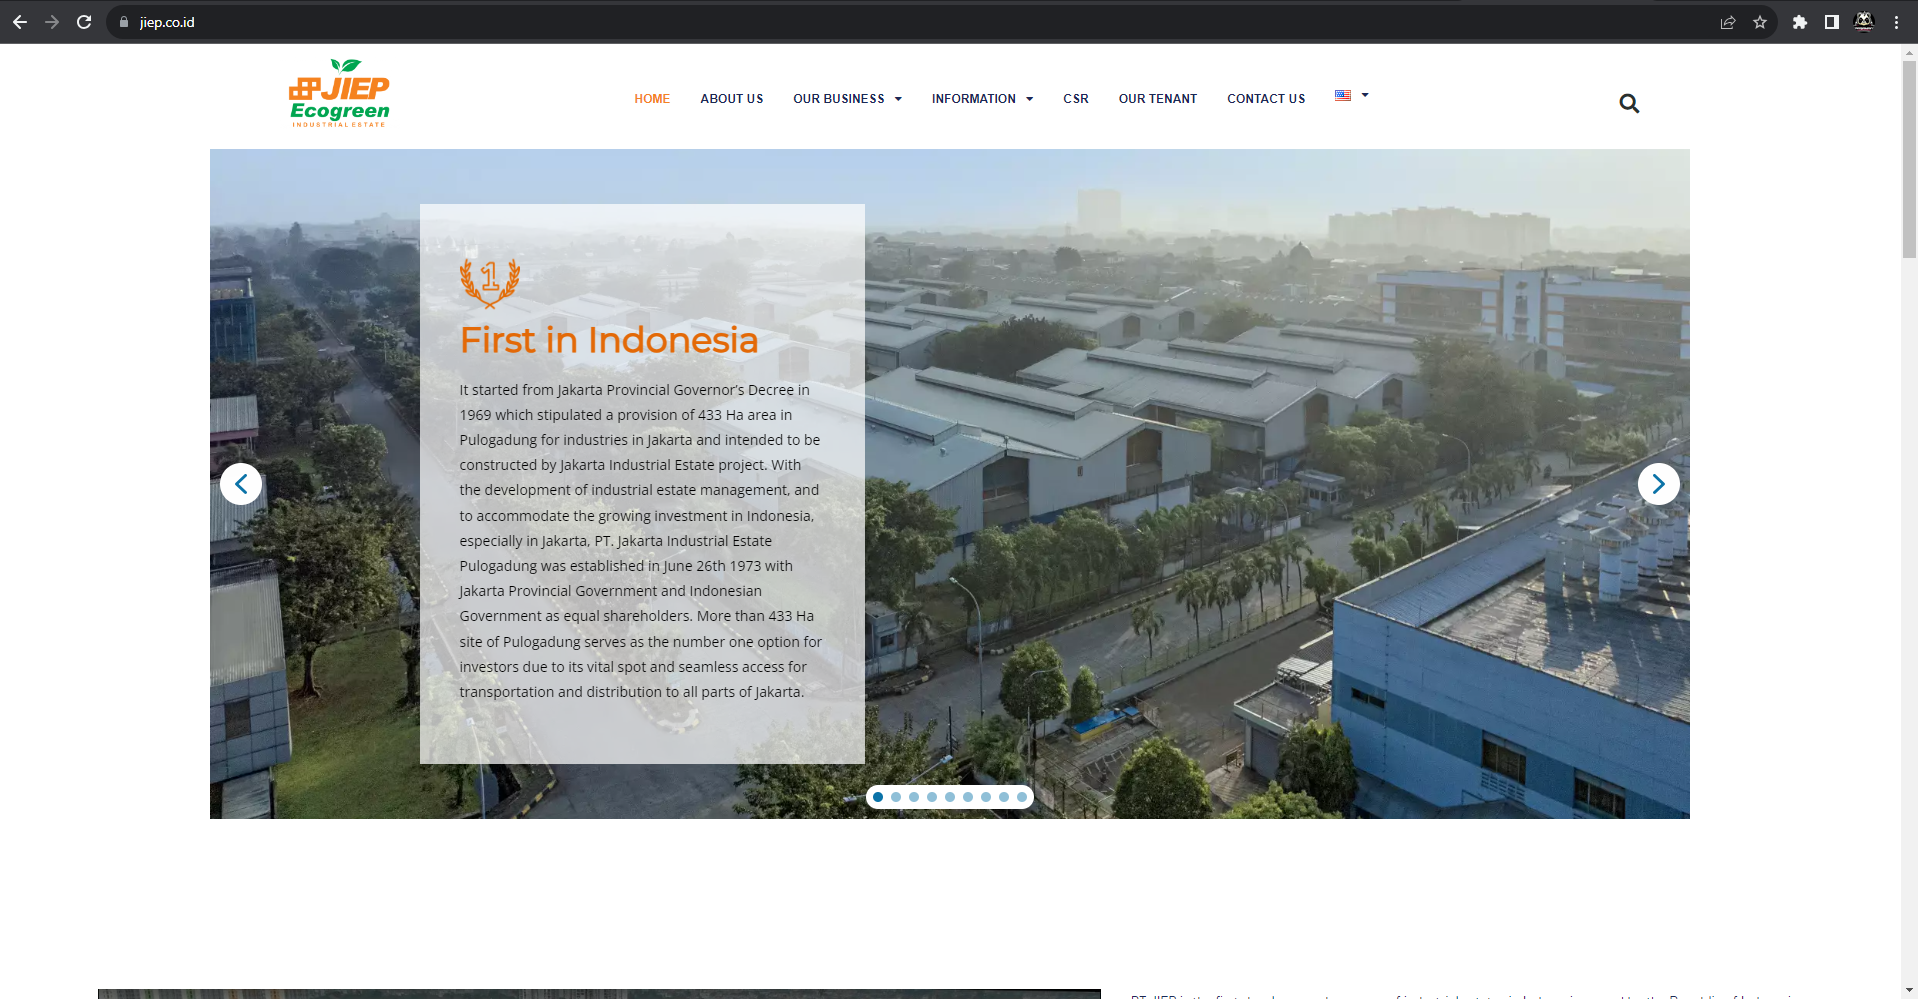 jiep.co.id
JIEP
Ecogreen
INDUSTRIAL ESTATE
HOME
ABOUT US
OUR BUSINESS
INFORMATION
CSR
OUR TENANT
CONTACT US
1
First in Indonesia
It started from Jakarta Provincial Governor’s Decree in
1969 which stipulated a provision of 433 Ha area in
Pulogadung for industries in Jakarta and intended to be
constructed by Jakarta Industrial Estate project. With
the development of industrial estate management, and
to accommodate the growing investment in Indonesia,
especially in Jakarta, PT. Jakarta Industrial Estate
Pulogadung was established in June 26th 1973 with
Jakarta Provincial Government and Indonesian
Government as equal shareholders. More than 433 Ha
site of Pulogadung serves as the number one option for
investors due to its vital spot and seamless access for
transportation and distribution to all parts of Jakarta.